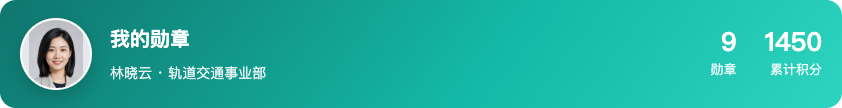 我的勋章
林晓云 · 轨道交通事业部
9
勋章
1450
累计积分